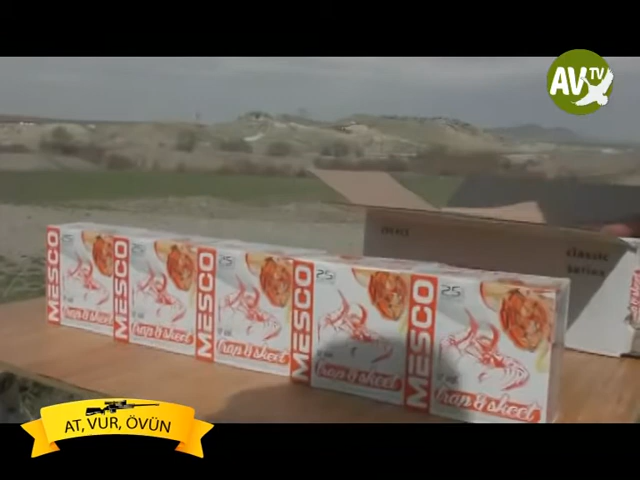 AV TV
classic
series
MESCO
25
trap & skeet
MESCO
25
trap & skeet
MESCO
25
trap & skeet
MESCO
25
trap & skeet
MESCO
25
trap & skeet
AT, VUR, ÖVÜN